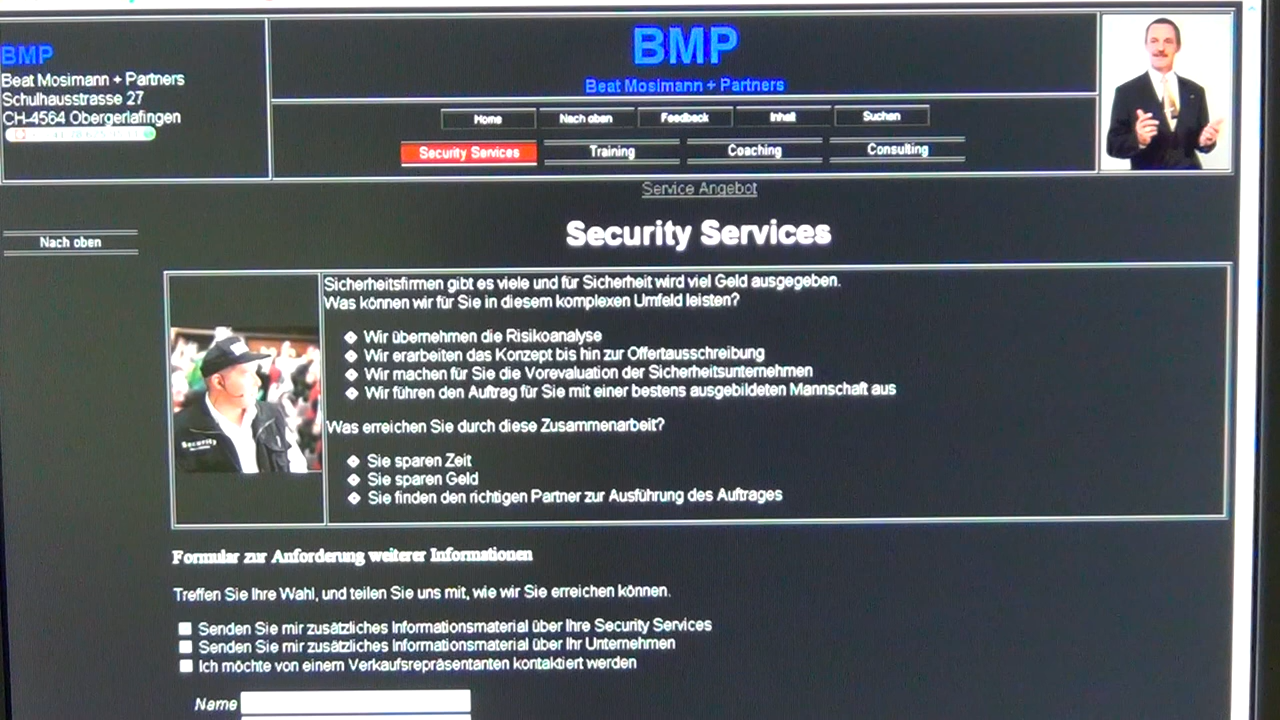 BMP
Beat Mosimann + Partners
Schulhausstrasse 27
CH-4564 Obergerlafingen
BMP
Beat Mosimann + Partners
Home
Nach oben
Feedback
Inhalt
Suchen
Security Services
Training
Coaching
Consulting
Service Angebot
Nach oben
Security Services
Sicherheitsfirmen gibt es viele und für Sicherheit wird viel Geld ausgegeben.
Was können wir für Sie in diesem komplexen Umfeld leisten?
Wir übernehmen die Risikoanalyse
Wir erarbeiten das Konzept bis hin zur Offertausschreibung
Wir machen für Sie die Vorevaluation der Sicherheitsunternehmen
Wir führen den Auftrag für Sie mit einer bestens ausgebildeten Mannschaft aus
Security
Was erreichen Sie durch diese Zusammenarbeit?
Sie sparen Zeit
Sie sparen Geld
Sie finden den richtigen Partner zur Ausführung des Auftrages
Formular zur Anforderung weiterer Informationen
Treffen Sie Ihre Wahl, und teilen Sie uns mit, wie wir Sie erreichen können.
Senden Sie mir zusätzliches Informationsmaterial über Ihre Security Services
Senden Sie mir zusätzliches Informationsmaterial über Ihr Unternehmen
Ich möchte von einem Verkaufsrepräsentanten kontaktiert werden
Name